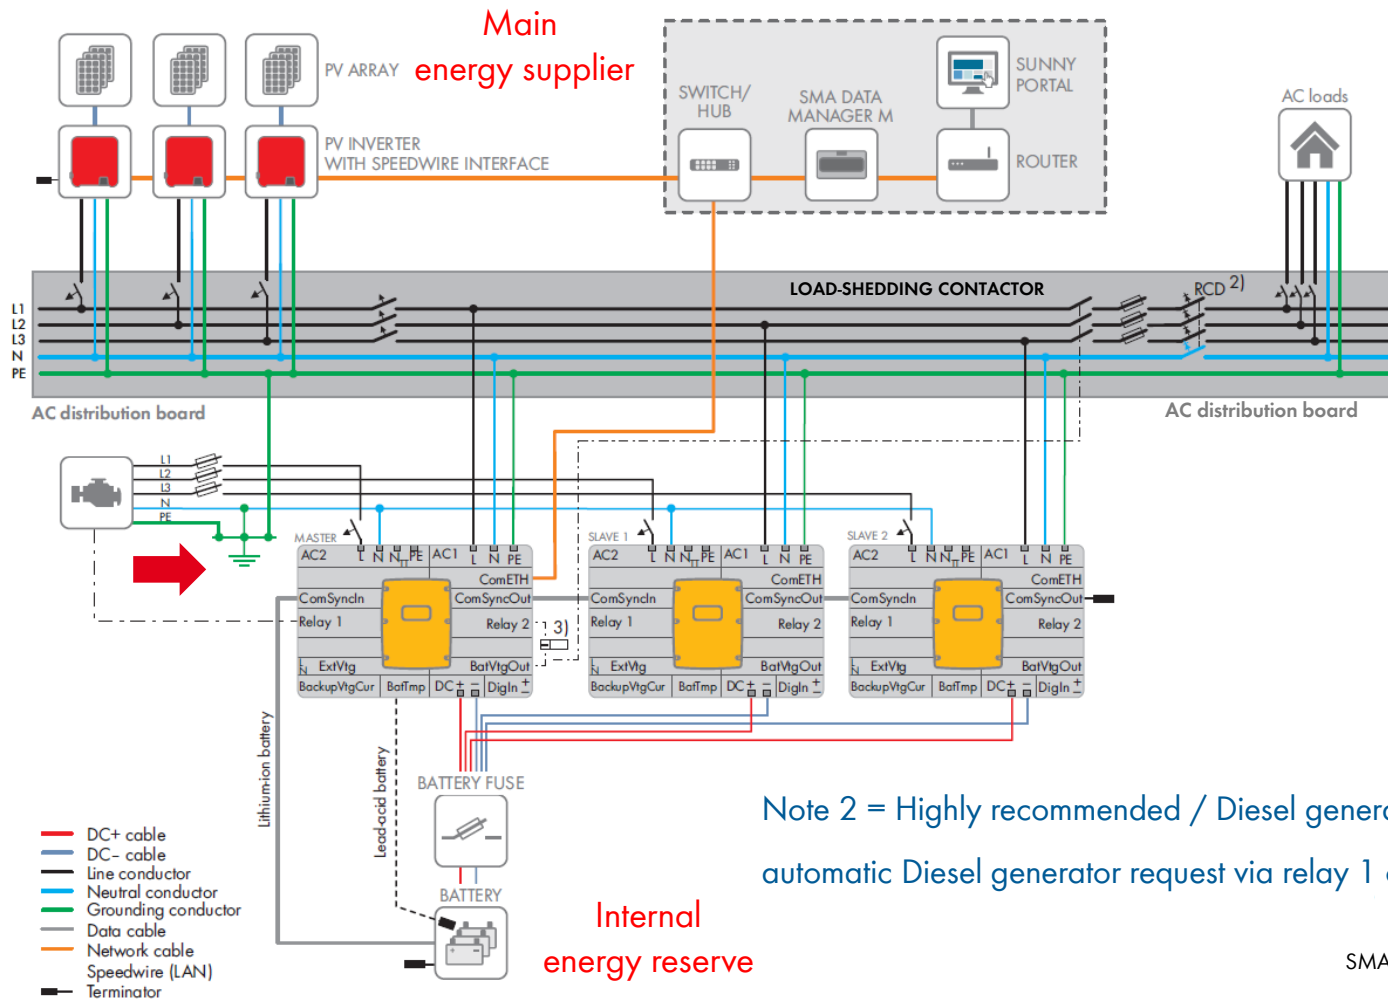 Main
energy supplier
PV ARRAY
PV INVERTER
WITH SPEEDWIRE INTERFACE
SWITCH/
HUB
SMA DATA
MANAGER M
SUNNY
PORTAL
ROUTER
AC loads
LOAD-SHEDDING CONTACTOR
RCD 2)
L1
L2
L3
N
PE
AC distribution board
AC distribution board
L1
L2
L3
N
PE
MASTER
AC2 L N NTT PE AC1 L N PE
ComETH
ComSyncIn ComSyncOut
Relay 1 Relay 2
L N ExtVtg BatVtgOut
BackupVtgCur BatTmp DC + − DigIn + −
3)
SLAVE 1
AC2 L N NTT PE AC1 L N PE
ComETH
ComSyncIn ComSyncOut
Relay 1 Relay 2
L N ExtVtg BatVtgOut
BackupVtgCur BatTmp DC + − DigIn + −
SLAVE 2
AC2 L N NTT PE AC1 L N PE
ComETH
ComSyncIn ComSyncOut
Relay 1 Relay 2
L N ExtVtg BatVtgOut
BackupVtgCur BatTmp DC + − DigIn + −
Lithium-ion battery
Lead-acid battery
BATTERY FUSE
BATTERY
Internal
energy reserve
Note 2 = Highly recommended / Diesel genera
automatic Diesel generator request via relay 1
DC+ cable
DC− cable
Line conductor
Neutral conductor
Grounding conductor
Data cable
Network cable
Speedwire (LAN)
Terminator
SMA